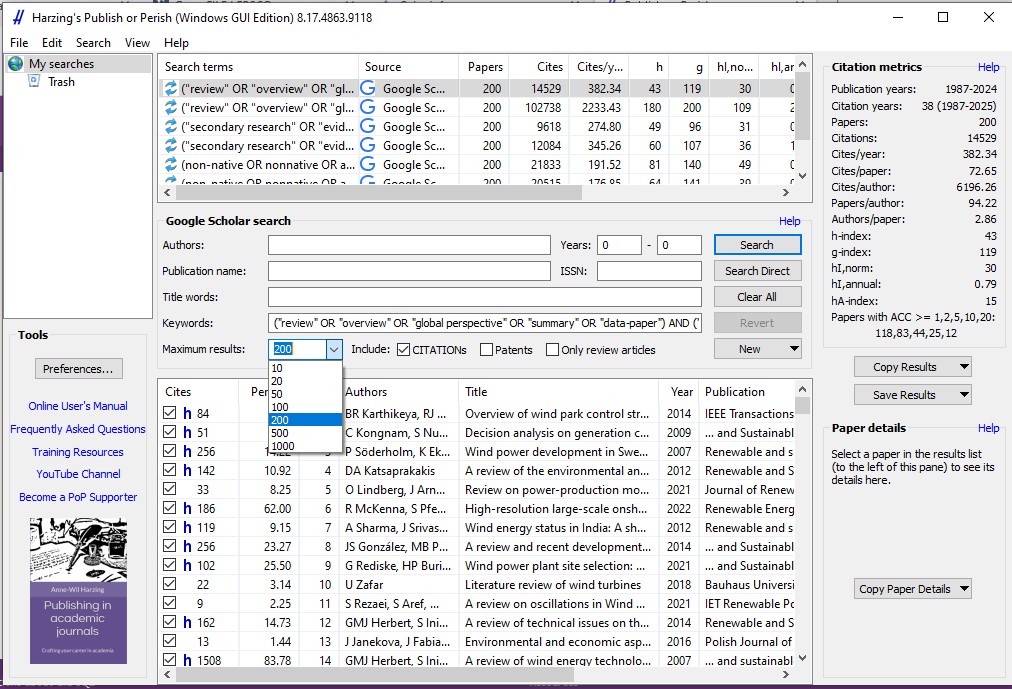 Harzing's Publish or Perish (Windows GUI Edition) 8.17.4863.9118
File Edit Search View Help
My searches
Trash
Search terms Source Papers Cites Cites/y... h g hI,no... hI,ar
("review" OR "overview" OR "gl... Google Sc... 200 14529 382.34 43 119 30
("review" OR "overview" OR "gl... Google Sc... 200 102738 2233.43 180 200 109
("secondary research" OR "evid... Google Sc... 200 9618 274.80 49 96 31
("secondary research" OR "evid... Google Sc... 200 12084 345.26 60 107 36
(non-native OR nonnative OR a... Google Sc... 200 21833 191.52 81 140 49
(non-native OR nonnative OR a... Google Sc... 200 20515 176.85 64 141 39
Google Scholar search Help
Authors: Years: 0 - 0 Search
Publication name: ISSN: Search Direct
Title words: Clear All
Keywords: ("review" OR "overview" OR "global perspective" OR "summary" OR "data-paper") AND ("
Revert
Maximum results: 200 Include: CITATIONs Patents Only review articles New
10
20
50
100
200
500
1000
Cites Per Authors Title Year Publication
h 84 BR Karthikeya, RJ ... Overview of wind park control str... 2014 IEEE Transactions
h 51 C Kongnam, S Nu... Decision analysis on generation c... 2009 ... and Sustainabl
h 256 P Söderholm, K Ek... Wind power development in Swe... 2007 Renewable and S
h 142 10.92 4 DA Katsaprakakis A review of the environmental an... 2012 Renewable and S
33 8.25 5 O Lindberg, J Arn... Review on power-production mo... 2021 Journal of Renew
h 186 62.00 6 R McKenna, S Pfe... High-resolution large-scale onsh... 2022 Renewable Energ
h 119 9.15 7 A Sharma, J Srivas... Wind energy status in India: A sh... 2012 Renewable and s
h 256 23.27 8 JS González, MB P... A review and recent development... 2014 ... and Sustainabl
h 102 25.50 9 G Rediske, HP Buri... Wind power plant site selection: ... 2021 ... and Sustainabl
22 3.14 10 U Zafar Literature review of wind turbines 2018 Bauhaus Universi
9 2.25 11 S Rezaei, S Aref, ... A review on oscillations in Wind ... 2021 IET Renewable Po
h 162 14.73 12 GMJ Herbert, S Ini... A review of technical issues on th... 2014 Renewable and S
13 1.44 13 J Janekova, J Fabia... Environmental and economic asp... 2016 Polish Journal of
h 1508 83.78 14 GMJ Herbert, S Ini... A review of wind energy technolo... 2007 ... and sustainabl
Tools
Preferences...
Online User's Manual
Frequently Asked Questions
Training Resources
YouTube Channel
Become a PoP Supporter
Anne-Wil Harzing
Publishing in
academic
journals
Crafting your career in academia
Citation metrics Help
Publication years: 1987-2024
Citation years: 38 (1987-2025)
Papers: 200
Citations: 14529
Cites/year: 382.34
Cites/paper: 72.65
Cites/author: 6196.26
Papers/author: 94.22
Authors/paper: 2.86
h-index: 43
g-index: 119
hI,norm: 30
hI,annual: 0.79
hA-index: 15
Papers with ACC >= 1,2,5,10,20:
118,83,44,25,12
Copy Results
Save Results
Paper details Help
Select a paper in the results list
(to the left of this pane) to see its
details here.
Copy Paper Details